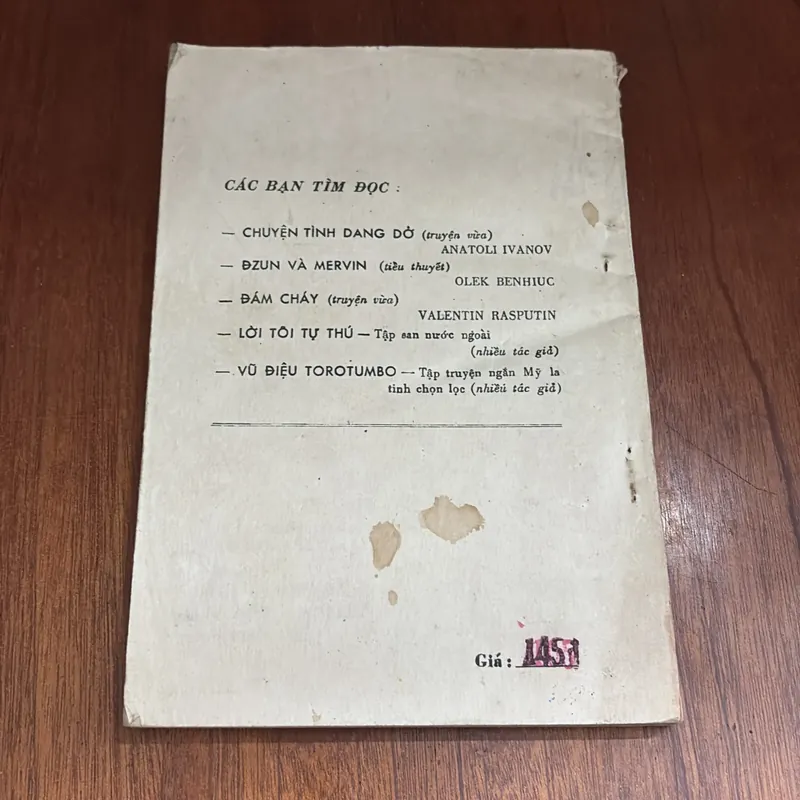 CÁC BẠN TÌM ĐỌC :
— CHUYỆN TÌNH DANG DỞ (truyện vừa)
ANATOLI IVANOV
— ĐZUN VÀ MERVIN (tiều thuyết)
OLEK BENHIUC
— ĐÁM CHÁY (truyện vừa)
VALENTIN RASPUTIN
— LỜI TÔI TỰ THÚ — Tập san nước ngoài
(nhiều tác giả)
— VŨ ĐIỆU TOROTUMBO — Tập truyện ngắn Mỹ la
tinh chọn lọc (nhiều tác giả)
Giá : 145đ